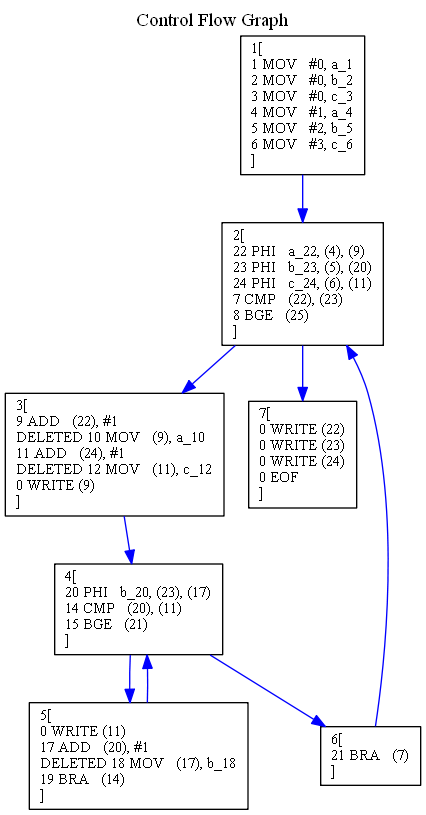 Control Flow Graph
1[
1 MOV #0, a_1
2 MOV #0, b_2
3 MOV #0, c_3
4 MOV #1, a_4
5 MOV #2, b_5
6 MOV #3, c_6
]
2[
22 PHI a_22, (4), (9)
23 PHI b_23, (5), (20)
24 PHI c_24, (6), (11)
7 CMP (22), (23)
8 BGE (25)
]
3[
9 ADD (22), #1
DELETED 10 MOV (9), a_10
11 ADD (24), #1
DELETED 12 MOV (11), c_12
0 WRITE (9)
]
7[
0 WRITE (22)
0 WRITE (23)
0 WRITE (24)
0 EOF
]
4[
20 PHI b_20, (23), (17)
14 CMP (20), (11)
15 BGE (21)
]
5[
0 WRITE (11)
17 ADD (20), #1
DELETED 18 MOV (17), b_18
19 BRA (14)
]
6[
21 BRA (7)
]